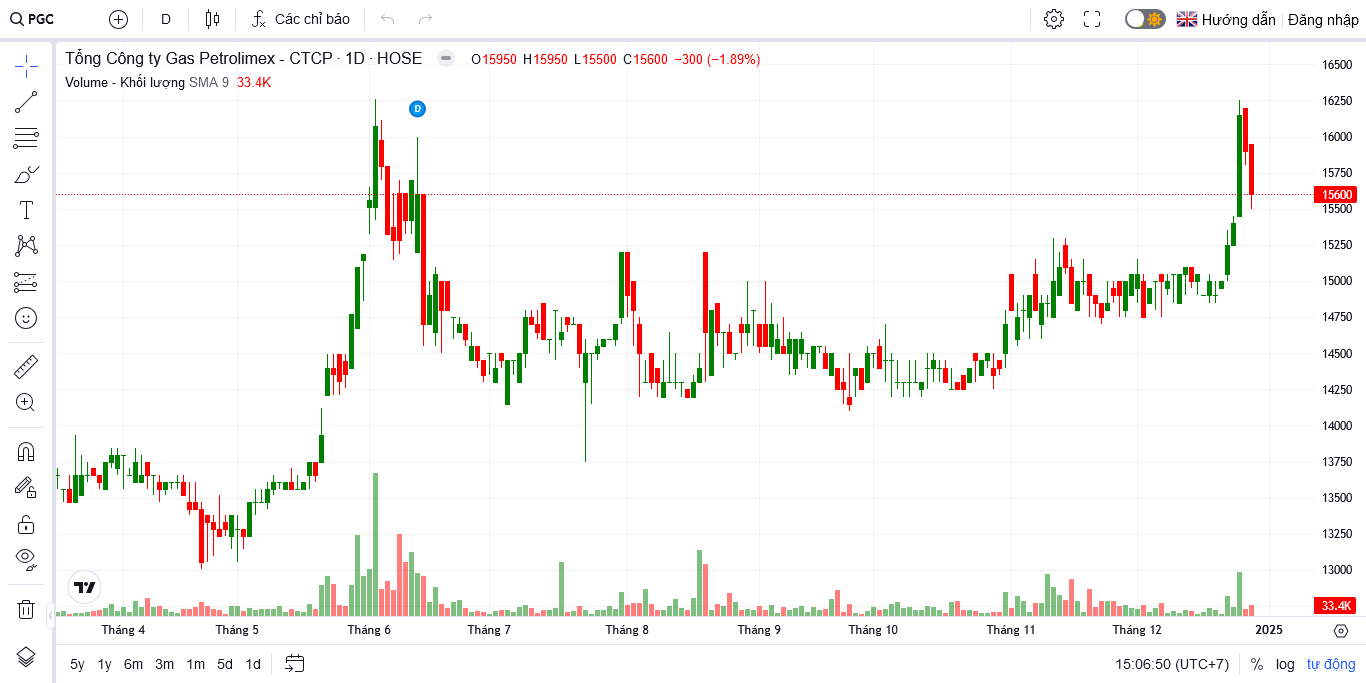 PGC D Các chỉ báo Hướng dẫn Đăng nhập
Tổng Công ty Gas Petrolimex - CTCP · 1D · HOSE O15950 H15950 L15500 C15600 −300 (−1.89%)
Volume - Khối lượng SMA 9 33.4K
D
16500
16250
16000
15750
15600
15500
15250
15000
14750
14500
14250
14000
13750
13500
13250
13000
33.4K
Tháng 4 Tháng 5 Tháng 6 Tháng 7 Tháng 8 Tháng 9 Tháng 10 Tháng 11 Tháng 12 2025
5y 1y 6m 3m 1m 5d 1d 15:06:50 (UTC+7) % log tự động